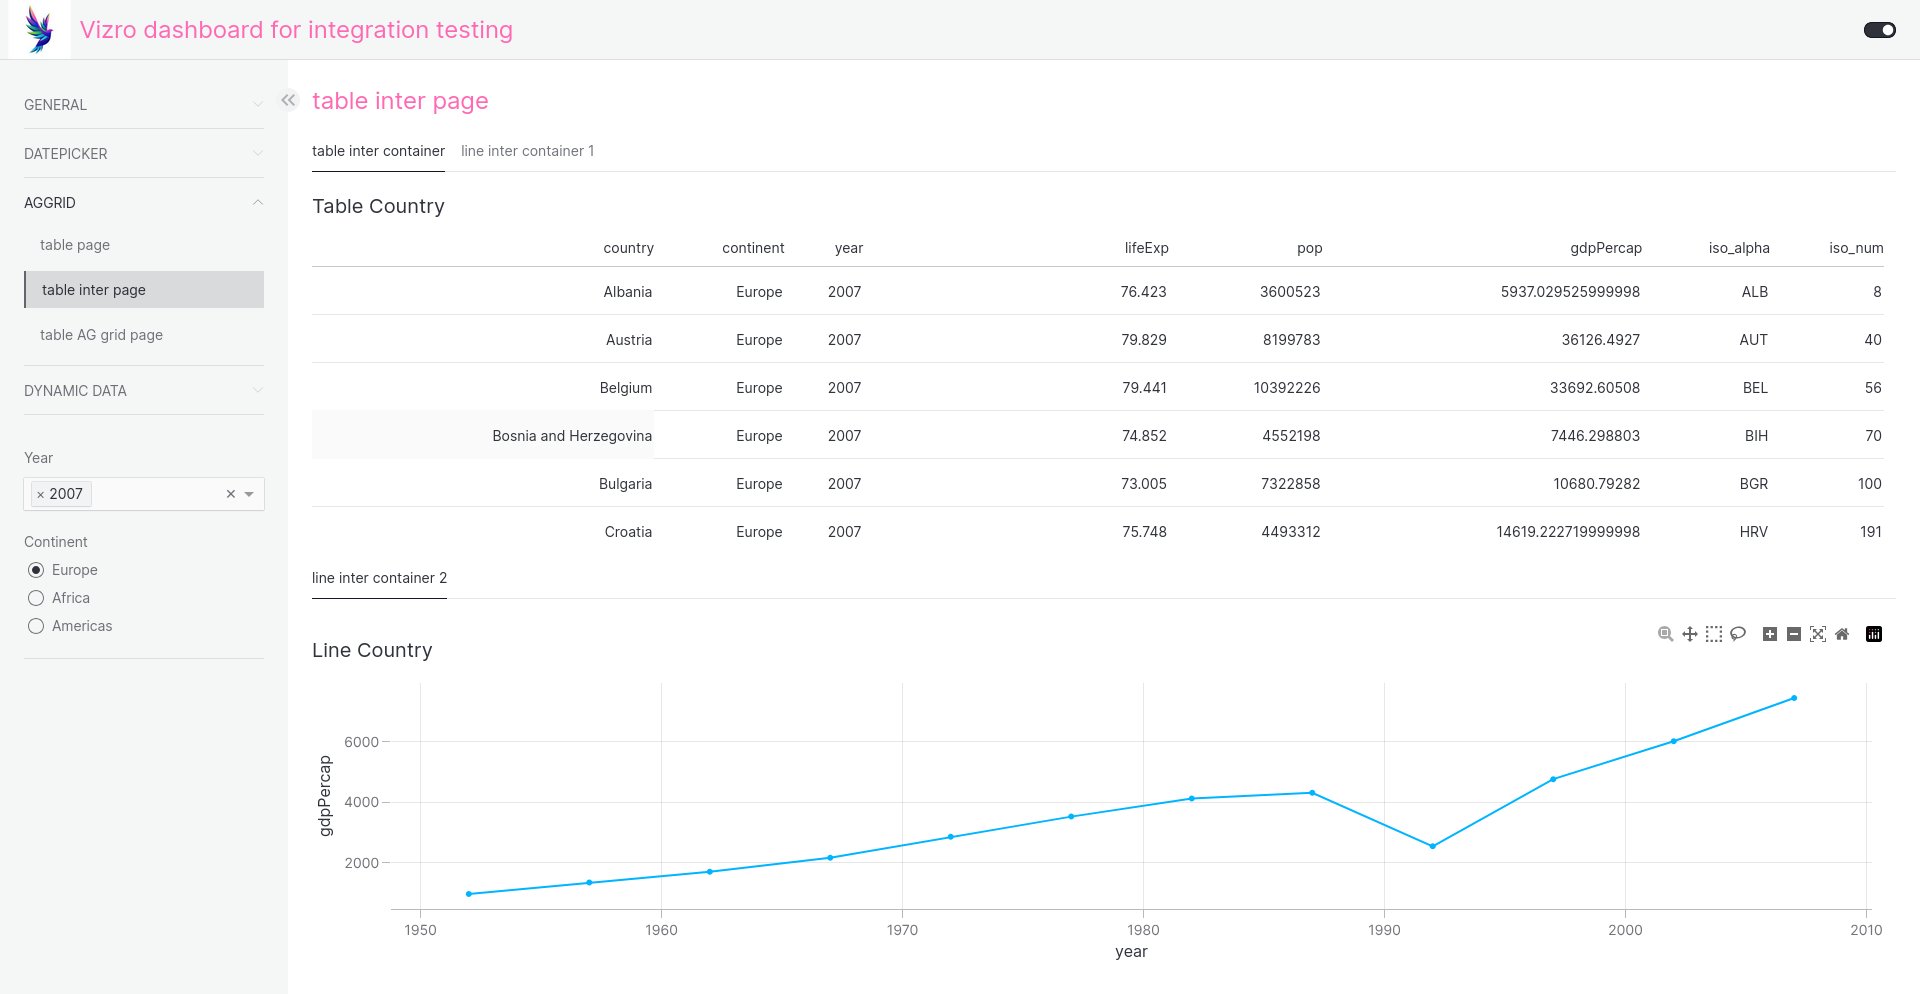 Vizro dashboard for integration testing
GENERAL
DATEPICKER
AGGRID
table page
table inter page
table AG grid page
DYNAMIC DATA
Year
× 2007
Continent
Europe
Africa
Americas
table inter page
table inter container line inter container 1
Table Country
country continent year lifeExp pop gdpPercap iso_alpha iso_num
Albania Europe 2007 76.423 3600523 5937.029525999998 ALB 8
Austria Europe 2007 79.829 8199783 36126.4927 AUT 40
Belgium Europe 2007 79.441 10392226 33692.60508 BEL 56
Bosnia and Herzegovina Europe 2007 74.852 4552198 7446.298803 BIH 70
Bulgaria Europe 2007 73.005 7322858 10680.79282 BGR 100
Croatia Europe 2007 75.748 4493312 14619.222719999998 HRV 191
line inter container 2
Line Country
gdpPercap
6000
4000
2000
1950 1960 1970 1980 1990 2000 2010
year